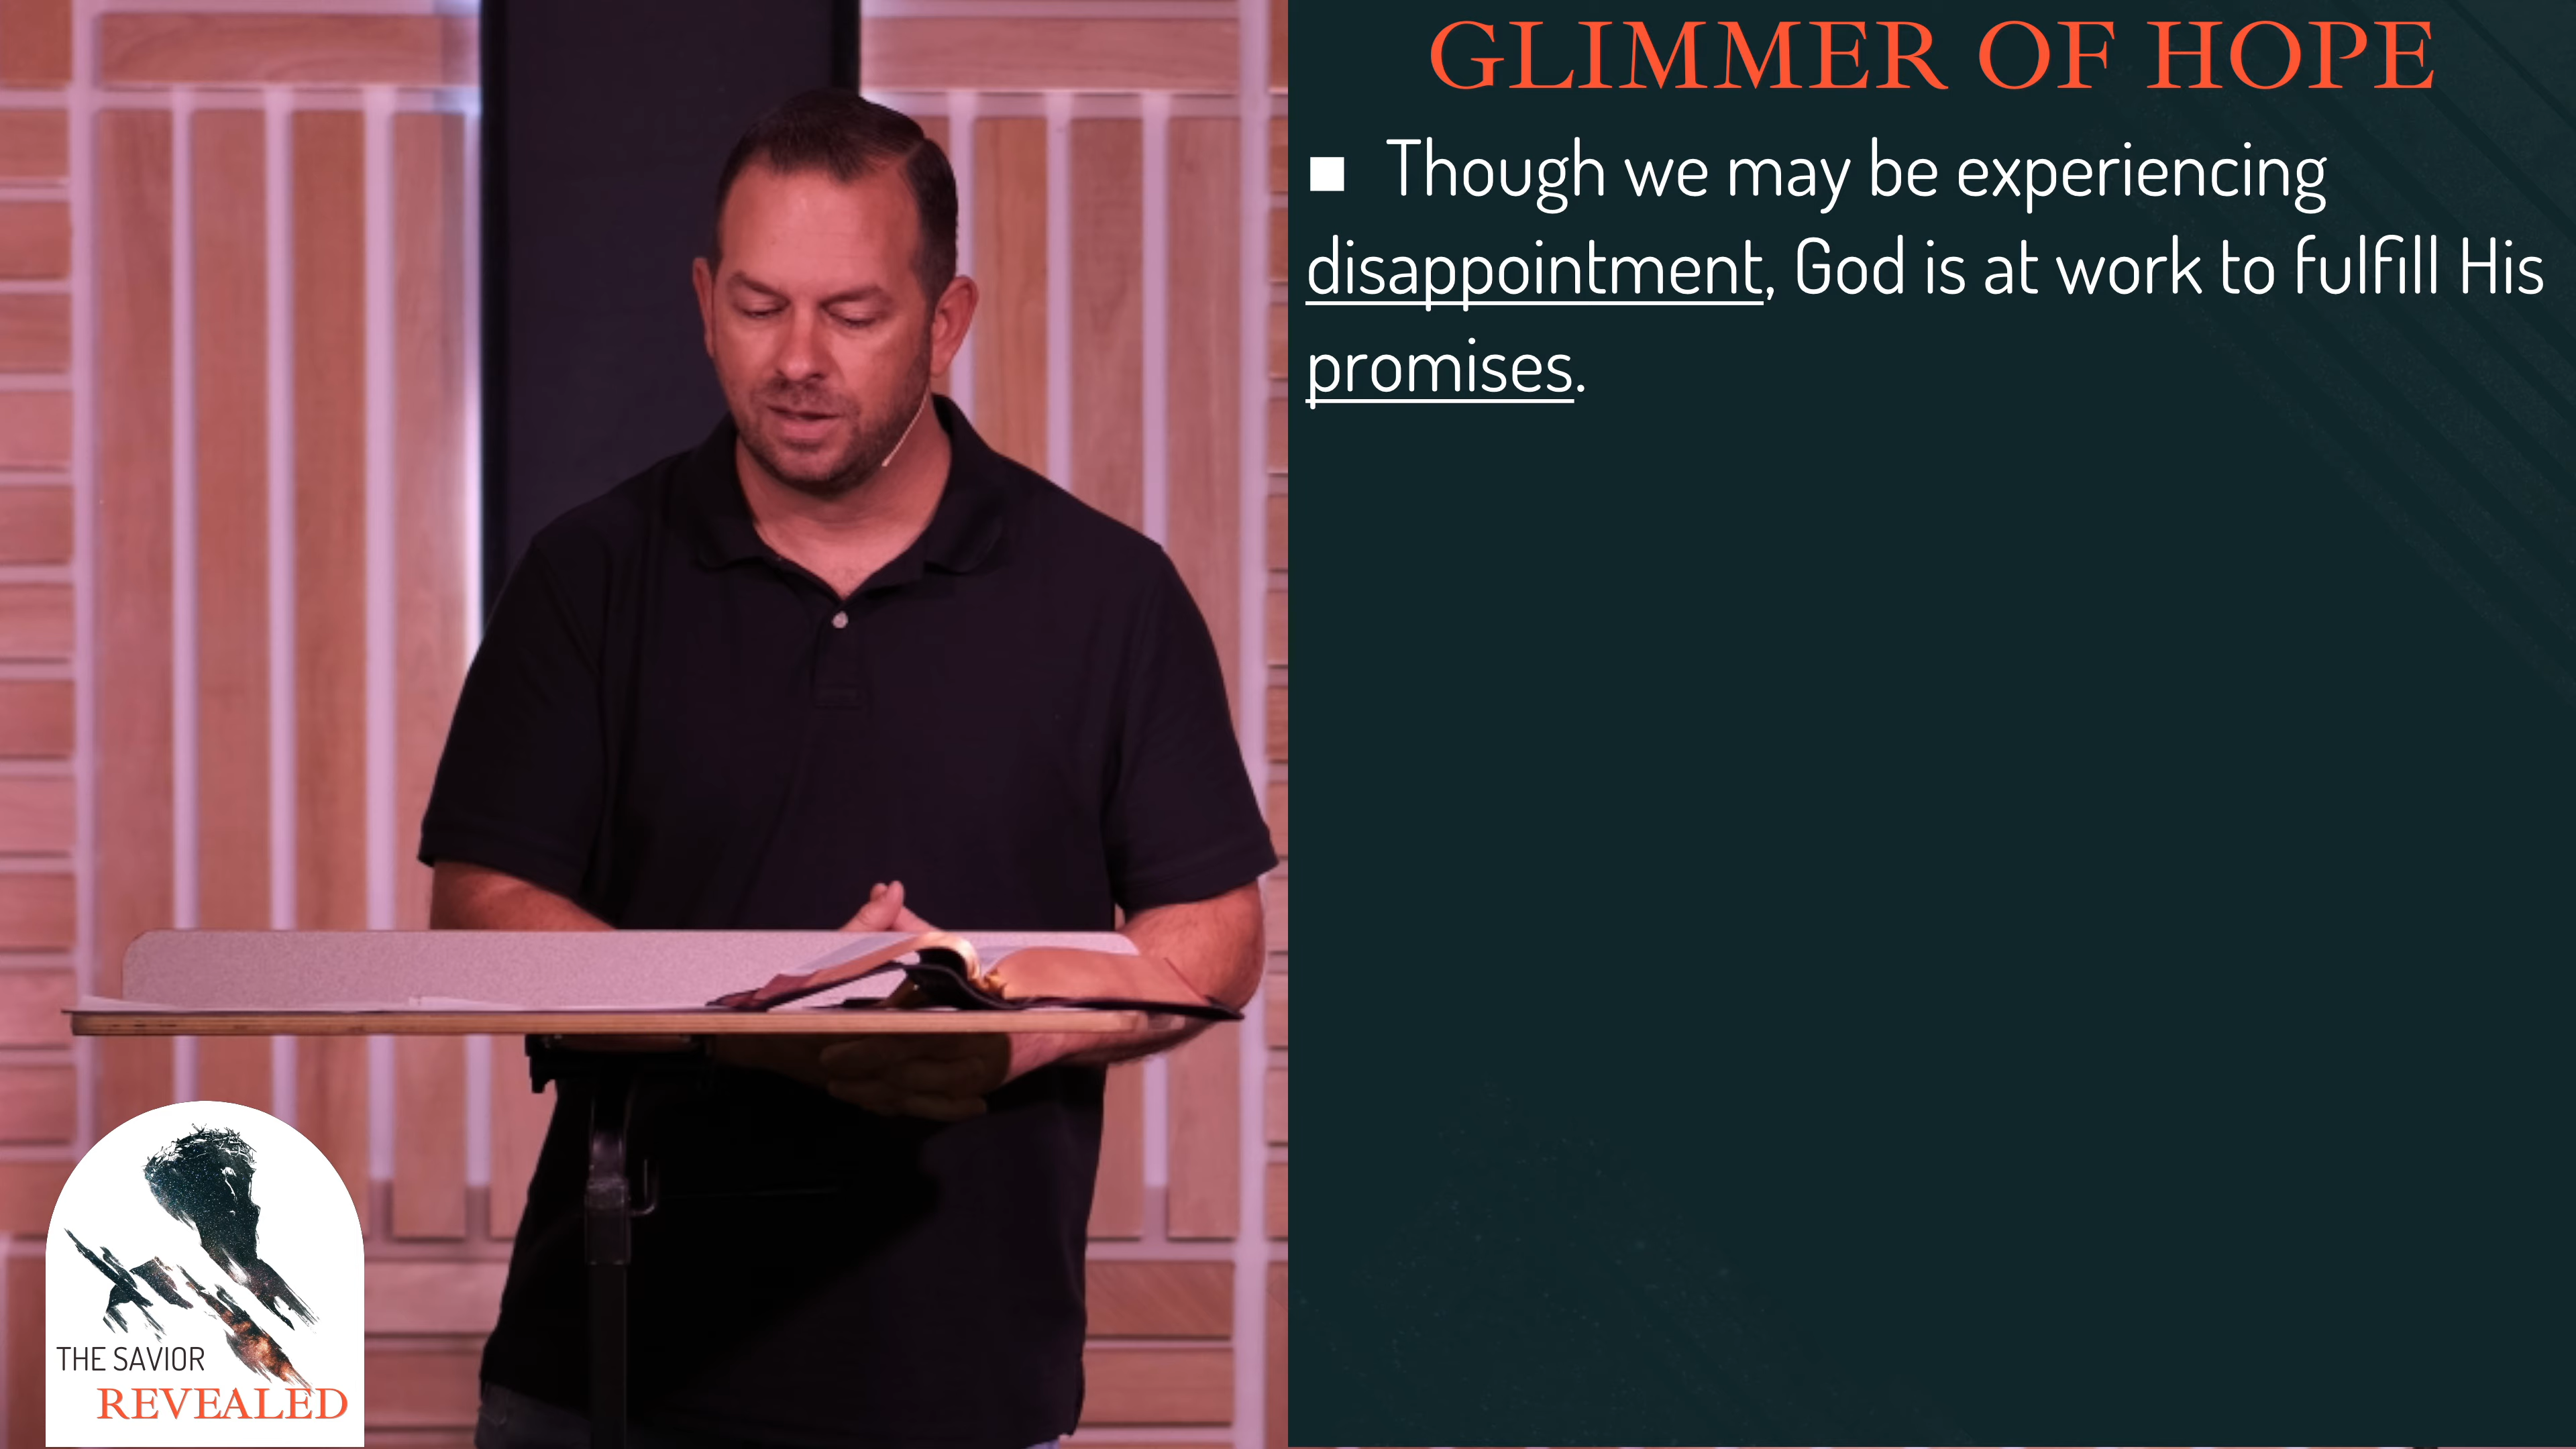 GLIMMER OF HOPE
■ Though we may be experiencing
disappointment, God is at work to fulfill His
promises.
THE SAVIOR
REVEALED